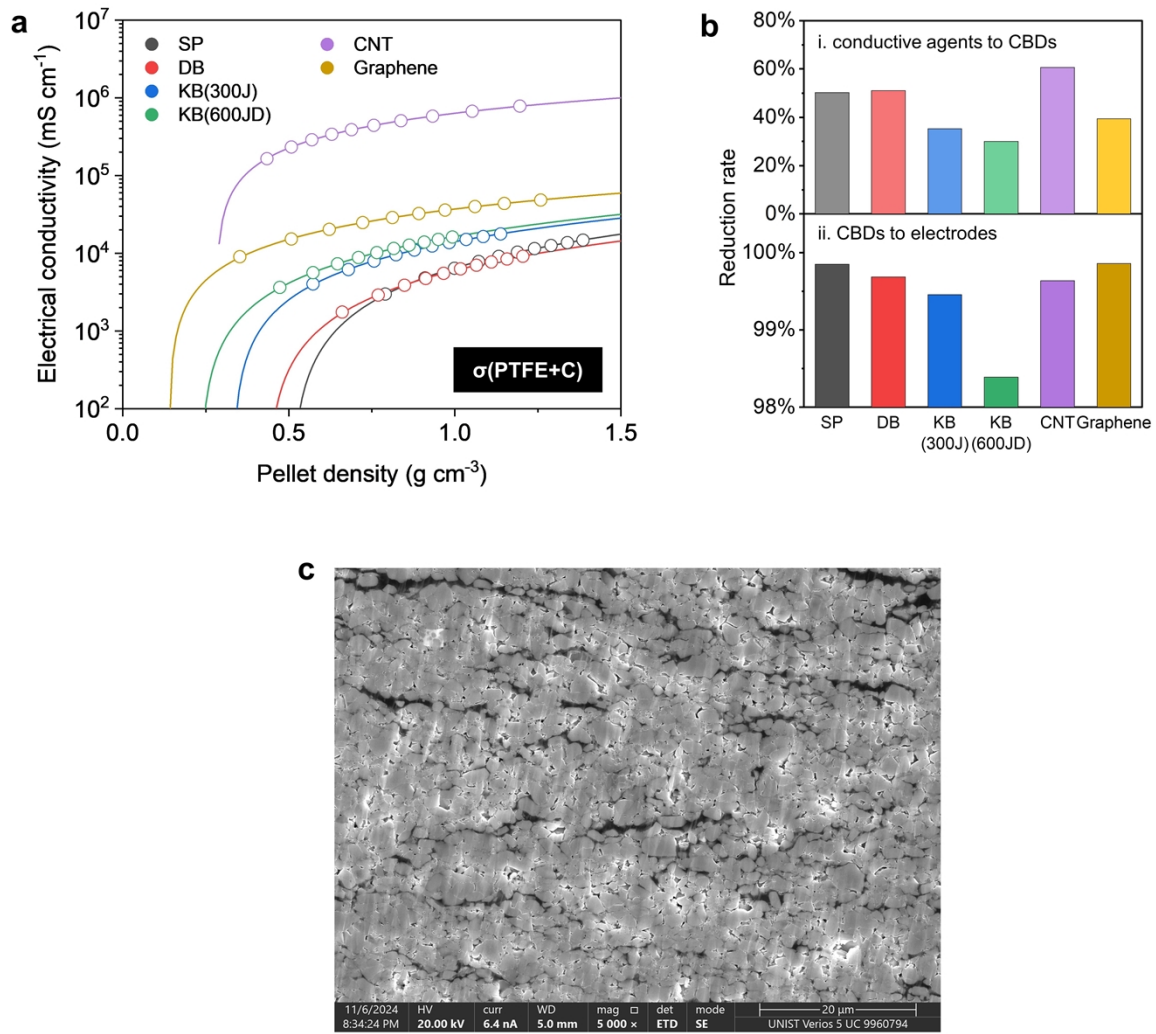 a
Electrical conductivity (mS cm⁻¹)
10⁷
10⁶
10⁵
10⁴
10³
10²
SP
DB
KB(300J)
KB(600JD)
CNT
Graphene
σ(PTFE+C)
0.0 0.5 1.0 1.5
Pellet density (g cm⁻³)
b
Reduction rate
80%
i. conductive agents to CBDs
60%
40%
20%
0%
ii. CBDs to electrodes
100%
99%
98%
SP DB KB (300J) KB (600JD) CNT Graphene
c
11/6/2024 HV curr WD mag □ det mode 20 µm
8:34:24 PM 20.00 kV 6.4 nA 5.0 mm 5 000 × ETD SE UNIST Verios 5 UC 9960794